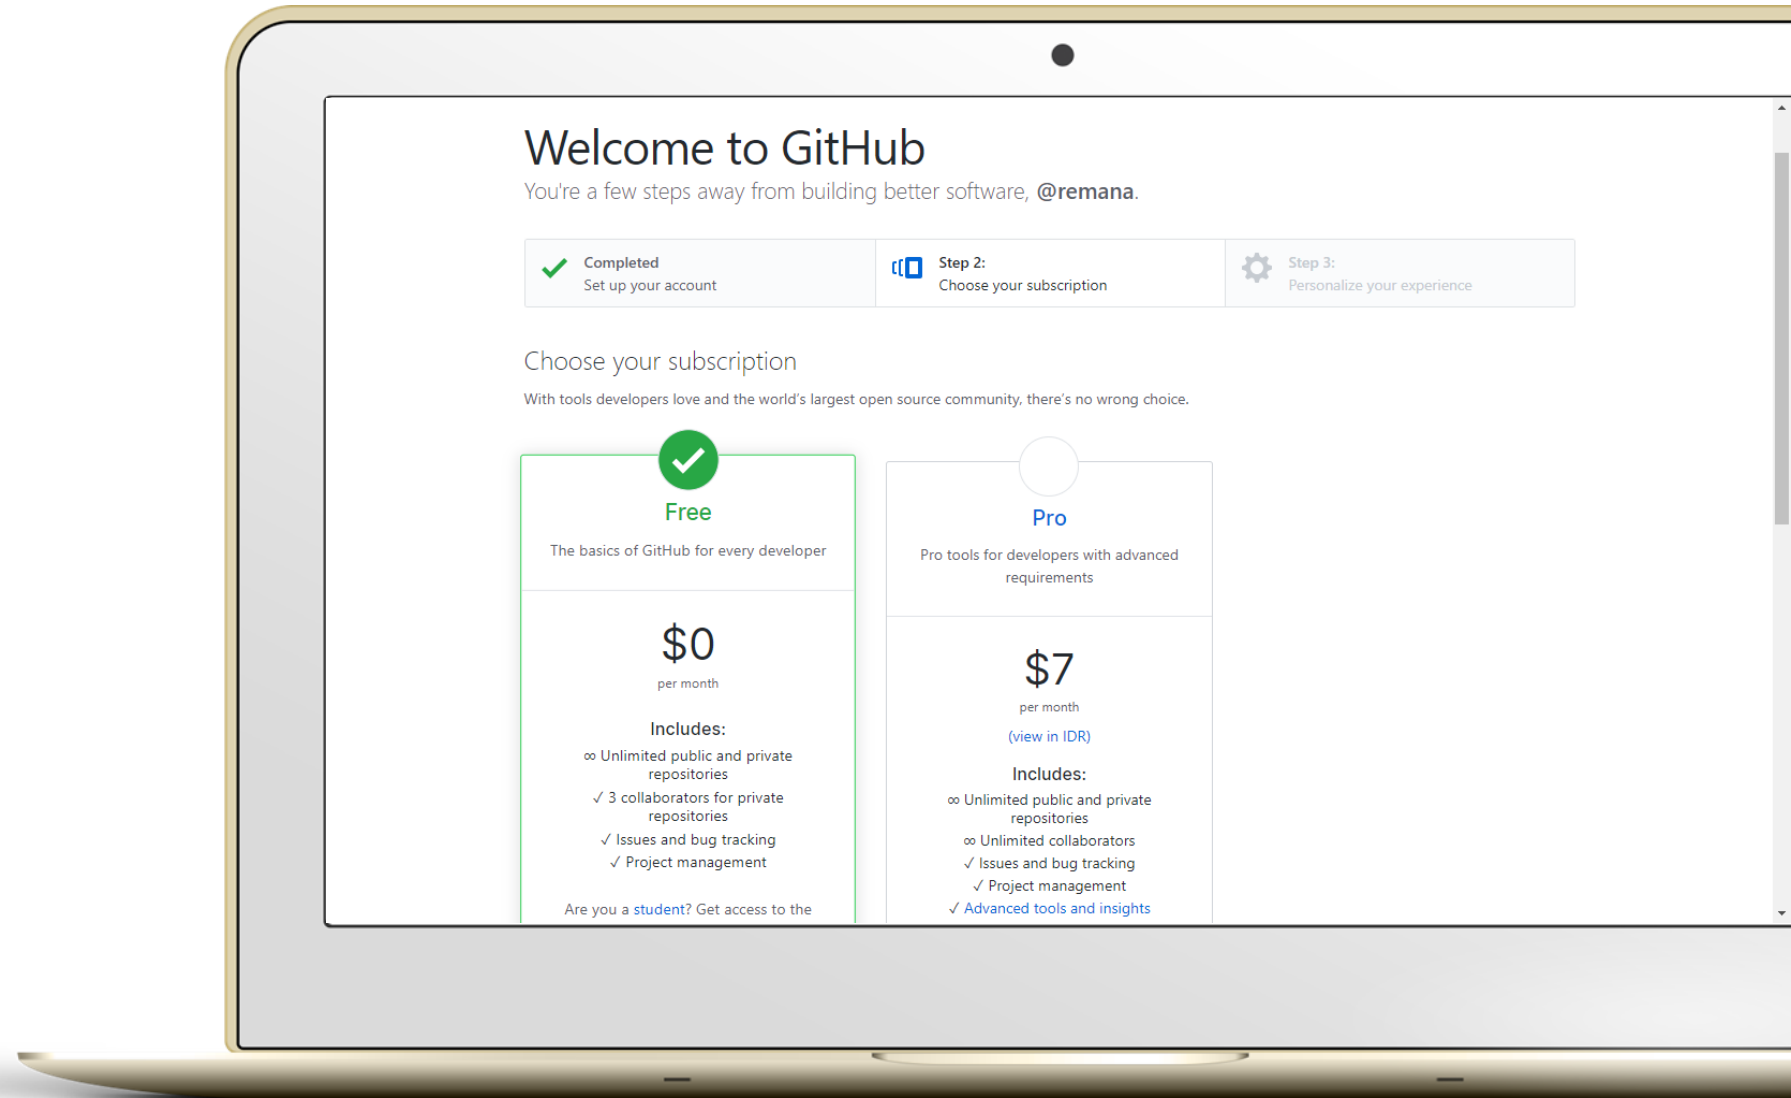 Welcome to GitHub
You're a few steps away from building better software, @remana.
Completed
Set up your account
Step 2:
Choose your subscription
Step 3:
Personalize your experience
Choose your subscription
With tools developers love and the world's largest open source community, there's no wrong choice.
Free
The basics of GitHub for every developer
$0
per month
Includes:
∞ Unlimited public and private
repositories
✓ 3 collaborators for private
repositories
✓ Issues and bug tracking
✓ Project management
Are you a student? Get access to the
Pro
Pro tools for developers with advanced
requirements
$7
per month
(view in IDR)
Includes:
∞ Unlimited public and private
repositories
∞ Unlimited collaborators
✓ Issues and bug tracking
✓ Project management
✓ Advanced tools and insights